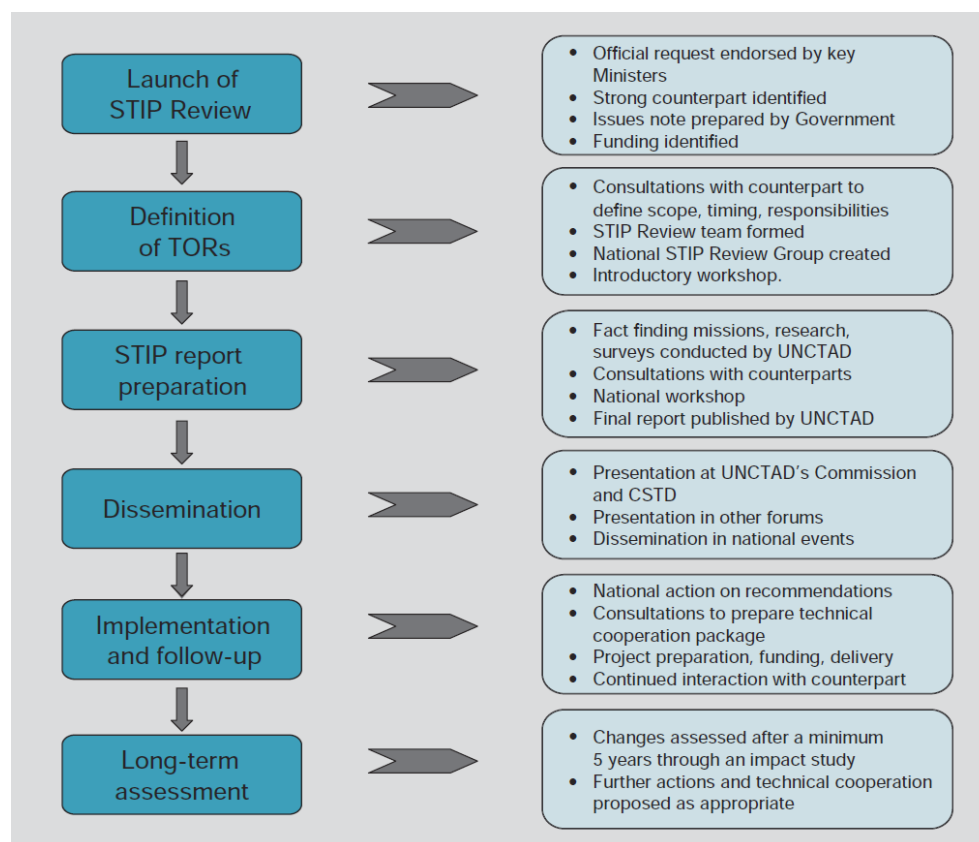 Launch of
STIP Review
• Official request endorsed by key
Ministers
• Strong counterpart identified
• Issues note prepared by Government
• Funding identified
Definition
of TORs
• Consultations with counterpart to
define scope, timing, responsibilities
• STIP Review team formed
• National STIP Review Group created
• Introductory workshop.
STIP report
preparation
• Fact finding missions, research,
surveys conducted by UNCTAD
• Consultations with counterparts
• National workshop
• Final report published by UNCTAD
Dissemination
• Presentation at UNCTAD's Commission
and CSTD
• Presentation in other forums
• Dissemination in national events
Implementation
and follow-up
• National action on recommendations
• Consultations to prepare technical
cooperation package
• Project preparation, funding, delivery
• Continued interaction with counterpart
Long-term
assessment
• Changes assessed after a minimum
5 years through an impact study
• Further actions and technical cooperation
proposed as appropriate